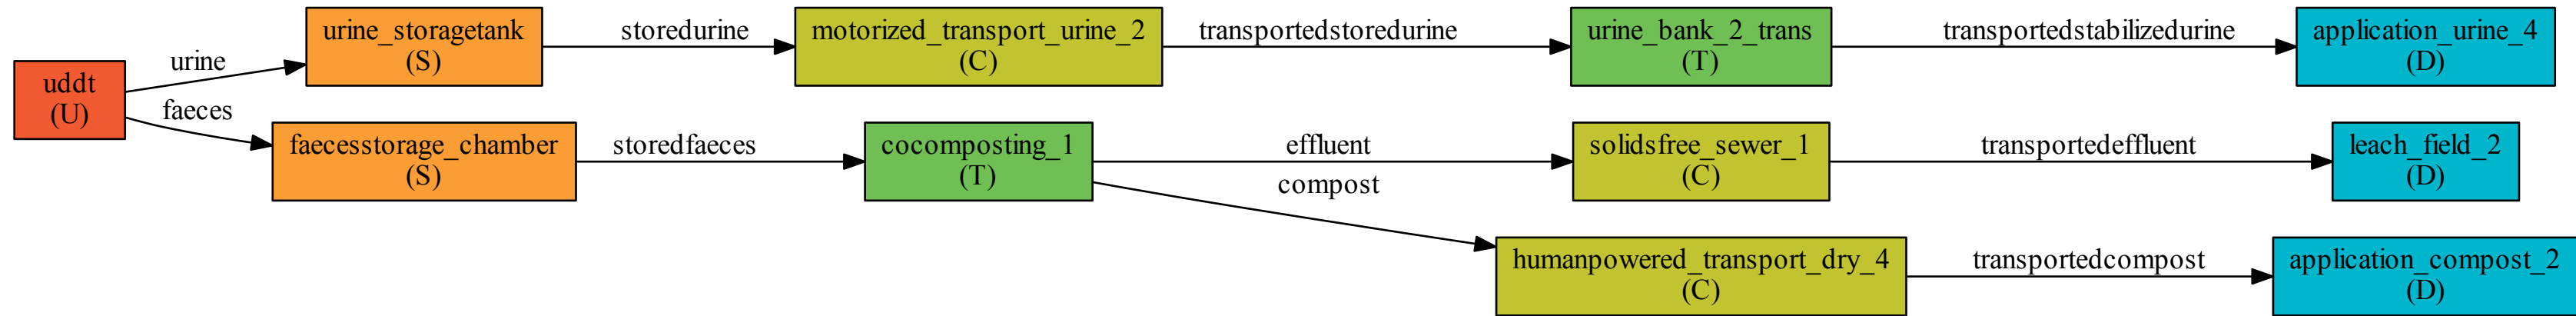 uddt
(U)
urine
faeces
urine_storagetank
(S)
storedurine
motorized_transport_urine_2
(C)
transportedstoredurine
urine_bank_2_trans
(T)
transportedstabilizedurine
application_urine_4
(D)
faecesstorage_chamber
(S)
storedfaeces
cocomposting_1
(T)
effluent
compost
solidsfree_sewer_1
(C)
transportedeffluent
leach_field_2
(D)
humanpowered_transport_dry_4
(C)
transportedcompost
application_compost_2
(D)